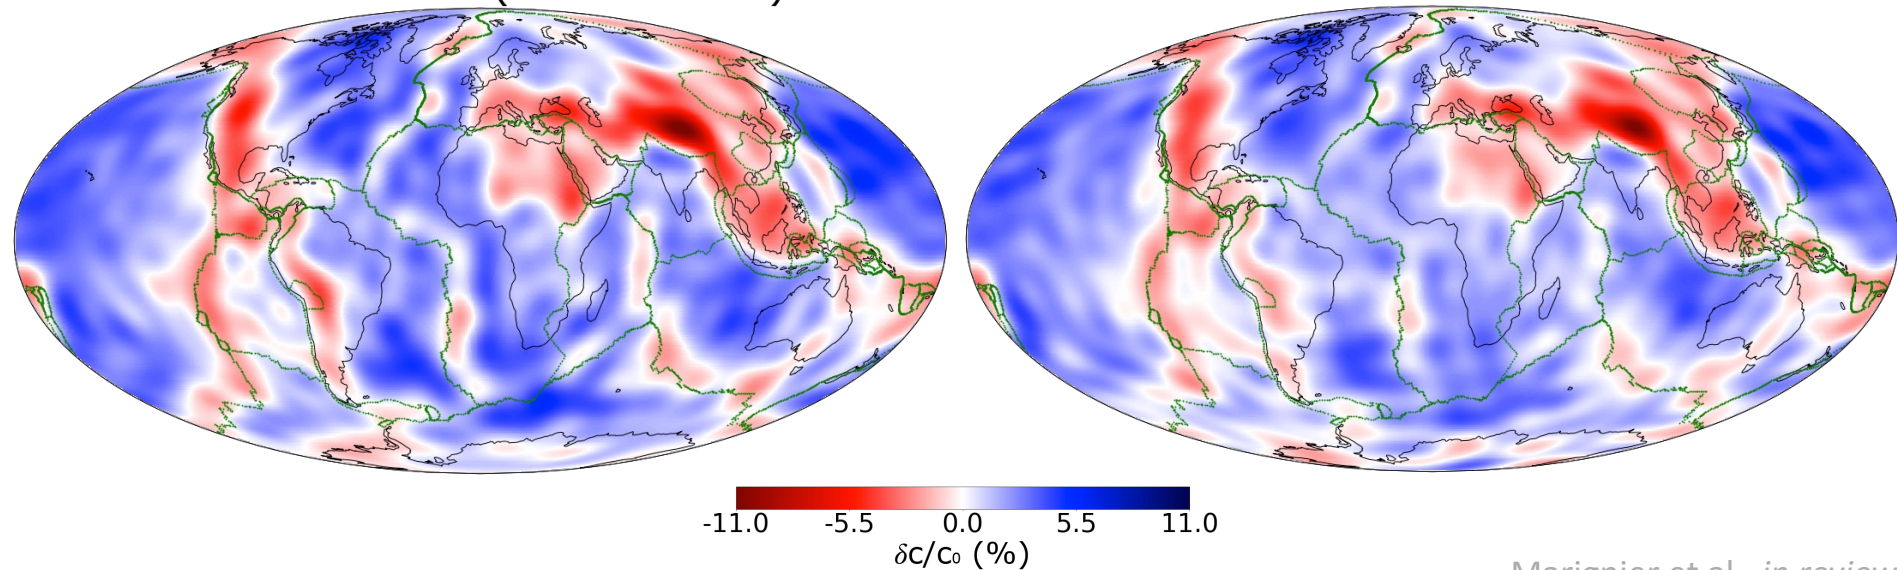 -11.0 -5.5 0.0 5.5 11.0
δc/c₀ (%)
Marignier et al., in review